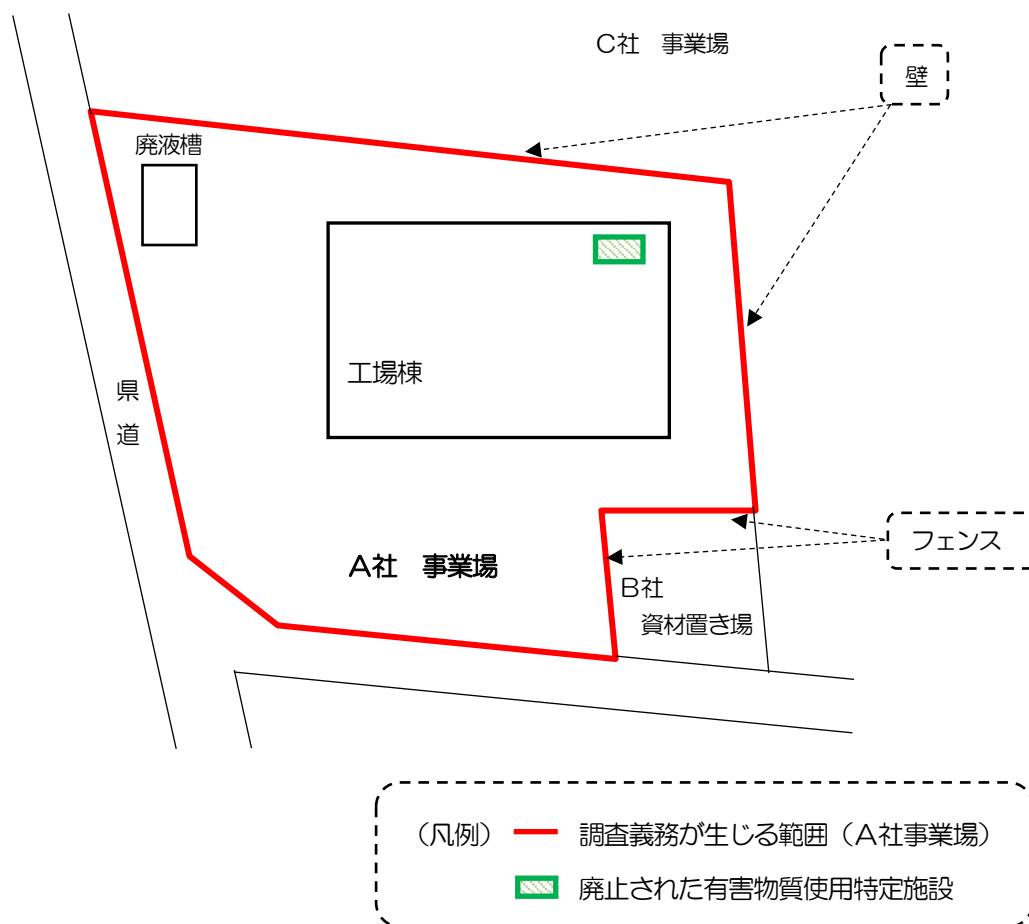 C社　事業場
壁
廃液槽
工場棟
県
道
A社　事業場
フェンス
B社
資材置き場
（凡例）　調査義務が生じる範囲（A社事業場）
廃止された有害物質使用特定施設